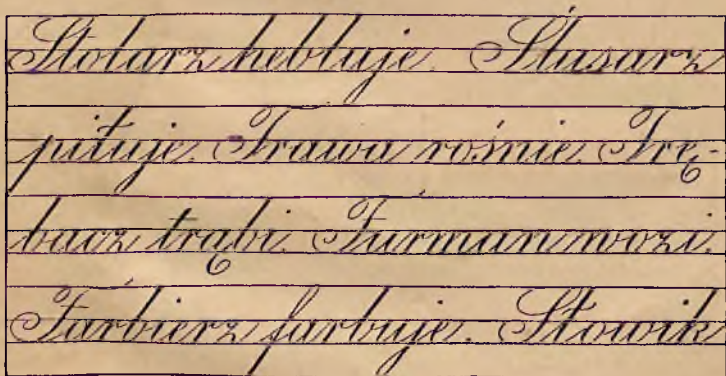 Stolarz hebluje. Ślusarz
piłuje. Trawa rośnie. Trę-
bacz trąbi. Furman wozi.
Farbierz farbuje. Słowik